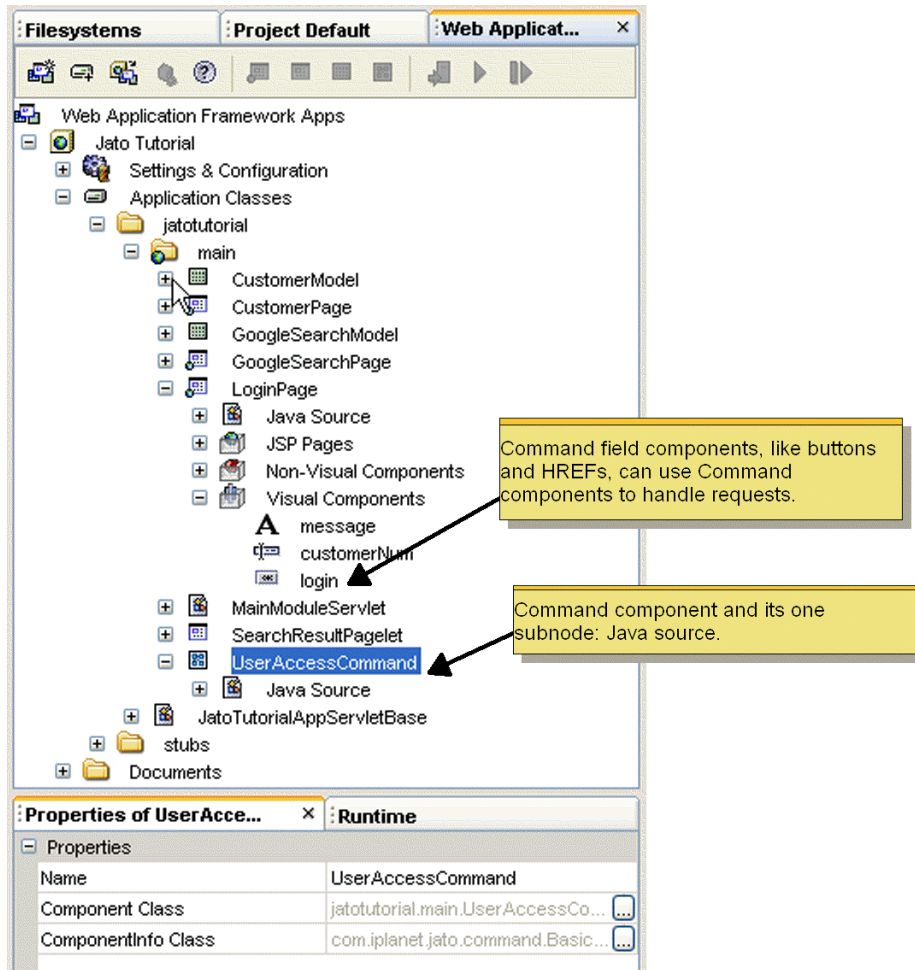 Filesystems
Project Default
Web Applicat...
Web Application Framework Apps
Jato Tutorial
Settings & Configuration
Application Classes
jatotutorial
main
CustomerModel
CustomerPage
GoogleSearchModel
GoogleSearchPage
LoginPage
Java Source
JSP Pages
Non-Visual Components
Visual Components
message
customerNum
login
MainModuleServlet
SearchResultPagelet
UserAccessCommand
Java Source
JatoTutorialAppServletBase
stubs
Documents
Command field components, like buttons
and HREFs, can use Command
components to handle requests.
Command component and its one
subnode: Java source.
Properties of UserAcce...
Runtime
Properties
Name UserAccessCommand
Component Class jatotutorial.main.UserAccessCo... ...
ComponentInfo Class com.iplanet.jato.command.Basic... ...